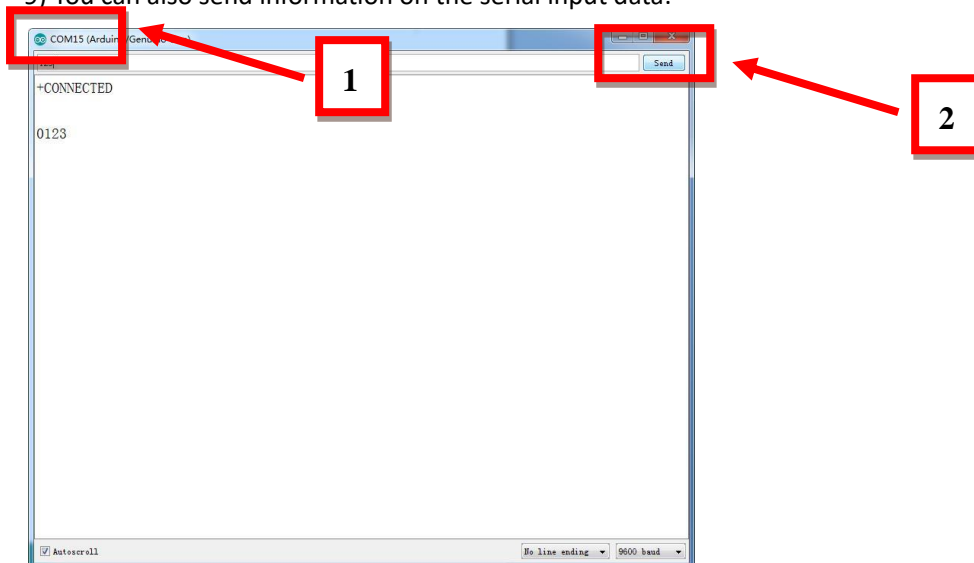 9) You can also send information on the serial input data.
COM15 (Arduin /Genu
Send
+CONNECTED
0123
1
2
Autoscroll
No line ending
9600 baud